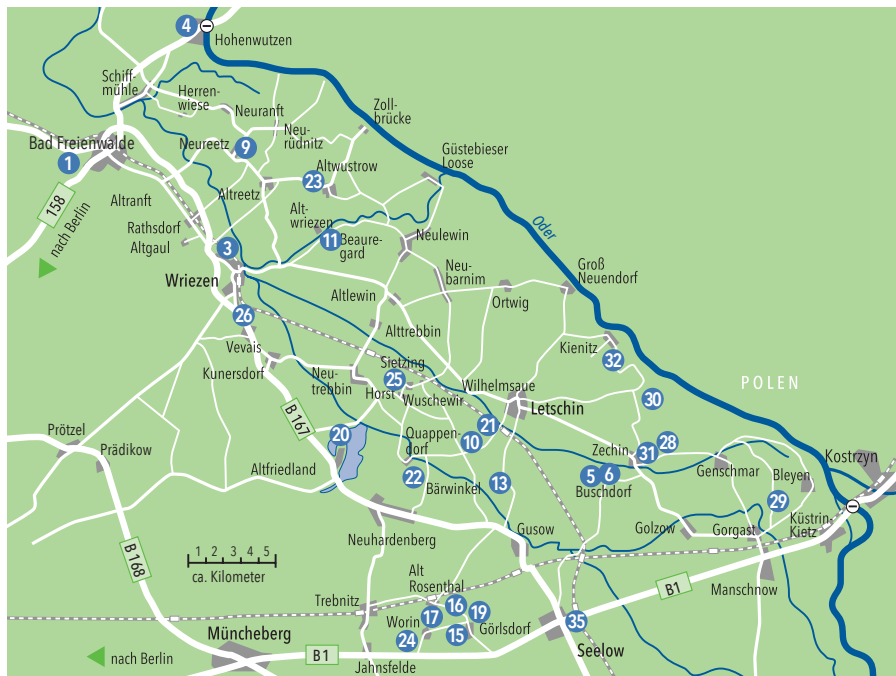 4
Hohenwutzen
Schiff-
mühle
Herren-
wiese
Neuranft
Zoll-
brücke
Bad Freienwalde
1
Neureetz
9
Neu-
rüdnitz
Güstebieser
Loose
23
Altwustrow
Altranft
Altreetz
158
nach Berlin
Rathsdorf
Altgaul
Alt-
wriezen
11
Beaure-
gard
Neulewin
Oder
3
Wriezen
Neu-
barnim
Groß
Neuendorf
Altlewin
Ortwig
26
Alttrebbin
Vevais
Kunersdorf
Neu-
trebbin
Sietzing
25
Horst
Wuschewir
Wilhelmsaue
Kienitz
32
POLEN
Letschin
30
B 167
Prötzel
Prädikow
20
Altfriedland
Quappen-
dorf
10
21
22
Bärwinkel
13
Zechin
31
28
5
6
Buschdorf
Genschmar
Bleyen
Kostrzyn
29
Küstrin-
Kietz
Neuhardenberg
Gusow
Golzow
Gorgast
B 168
1 2 3 4 5
ca. Kilometer
Alt
Rosenthal
Manschnow
B1
Trebnitz
16
17
19
Worin
24
15
Görlsdorf
35
Seelow
Müncheberg
nach Berlin
B1
Jahnsfelde